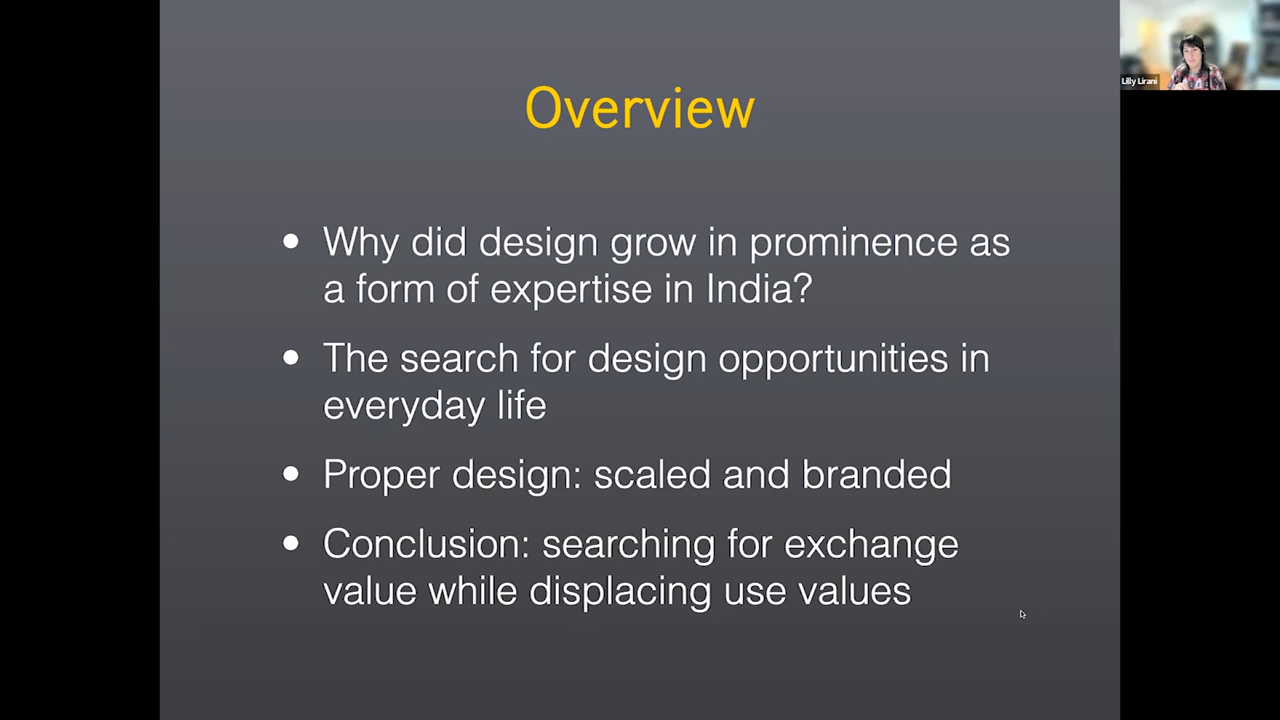 Overview
Lilly Lirani
• Why did design grow in prominence as
a form of expertise in India?
• The search for design opportunities in
everyday life
• Proper design: scaled and branded
• Conclusion: searching for exchange
value while displacing use values